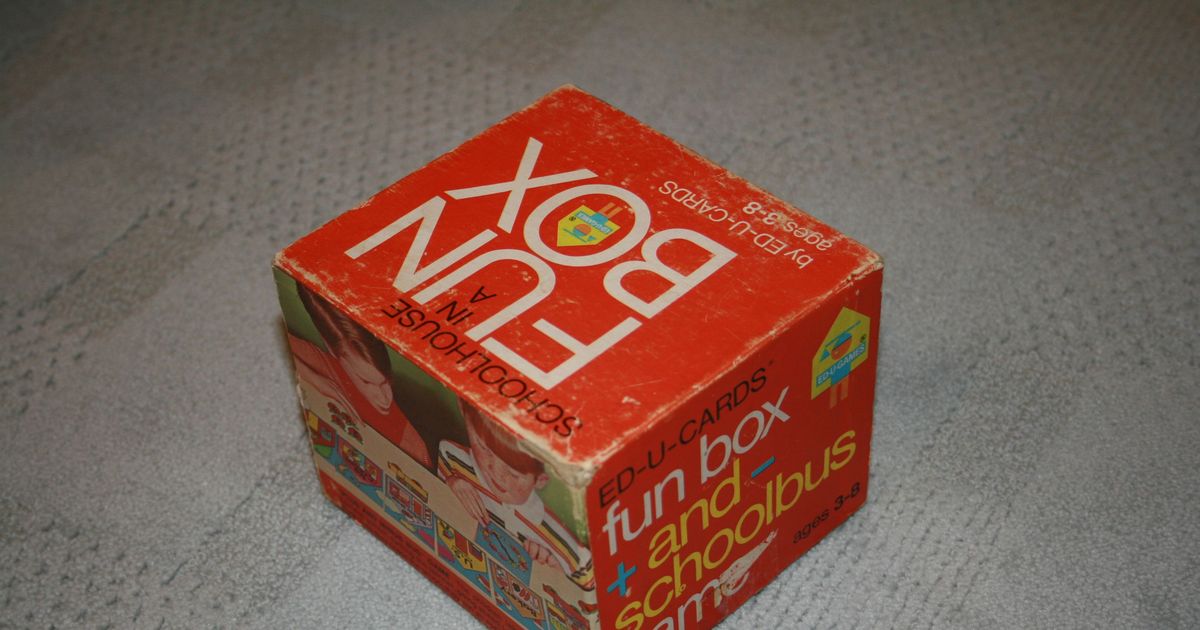 SCHOOLHOUSE
IN
A
FUN
BOX
by ED-U-CARDS
ages 3-8
ED-U-CARDS
fun box
+ and -
schoolbus
ages 3-8
ED-U-GAMES®